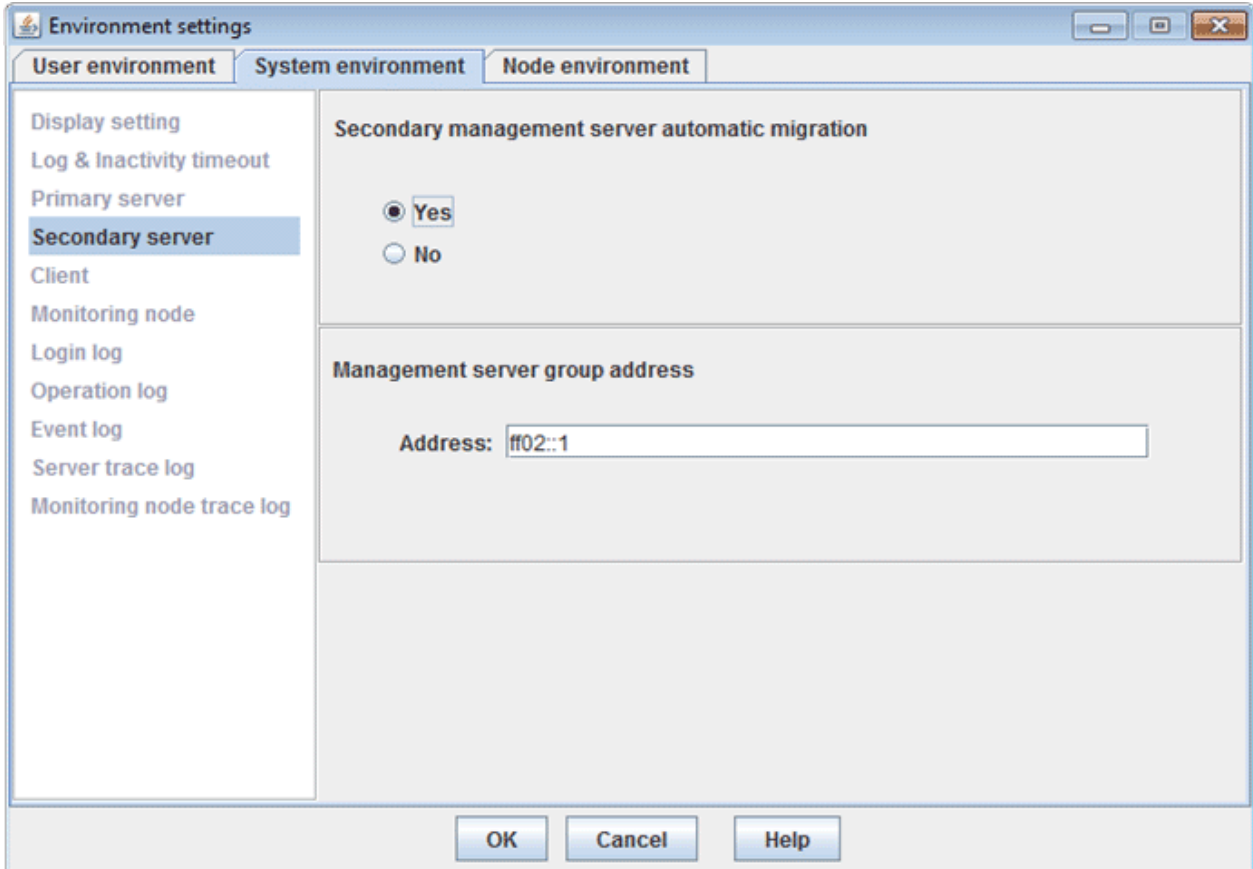 Environment settings
User environment
System environment
Node environment
Display setting
Log & Inactivity timeout
Primary server
Secondary server
Client
Monitoring node
Login log
Operation log
Event log
Server trace log
Monitoring node trace log
Secondary management server automatic migration
Yes
No
Management server group address
Address: ff02::1
OK
Cancel
Help